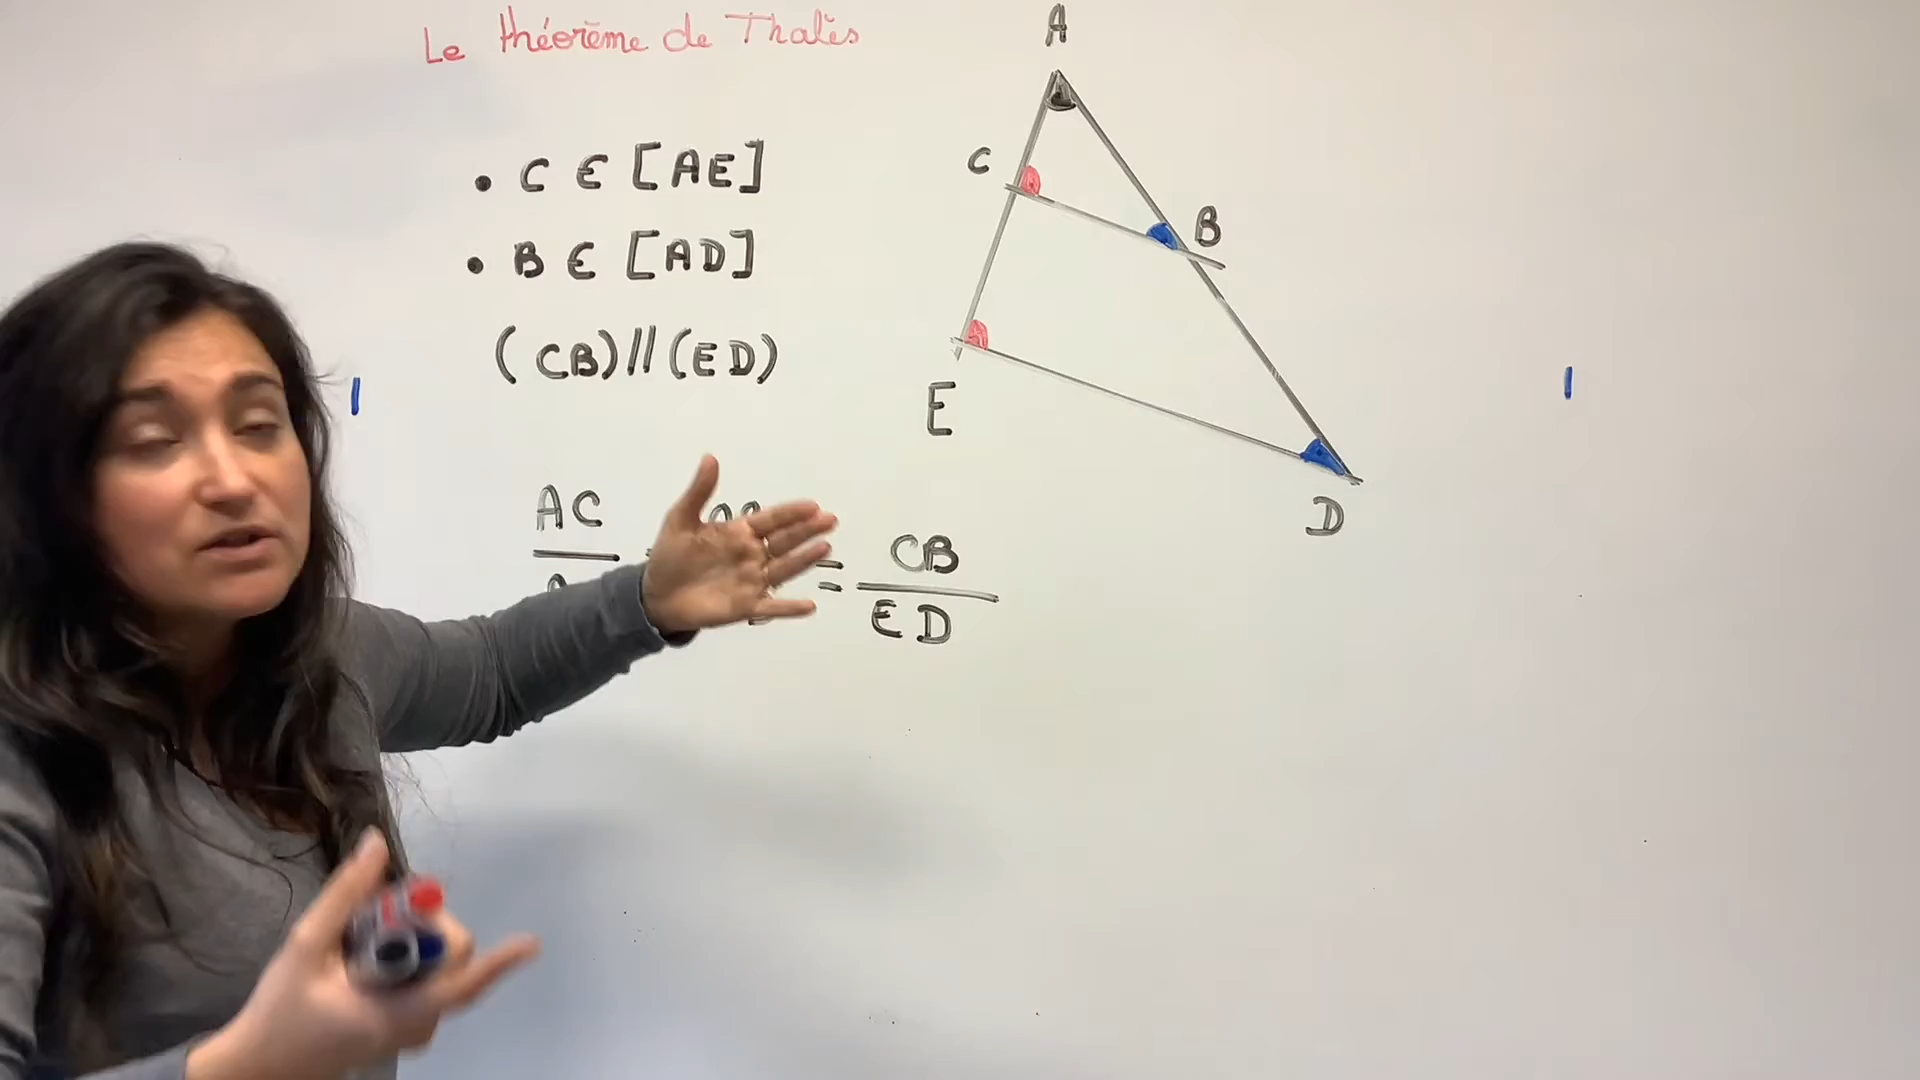 Le théorème de Thalès
A
• C ∈ [AE]
C
• B ∈ [AD]
B
(CB)//(ED)
E
D
AC = CB
ED